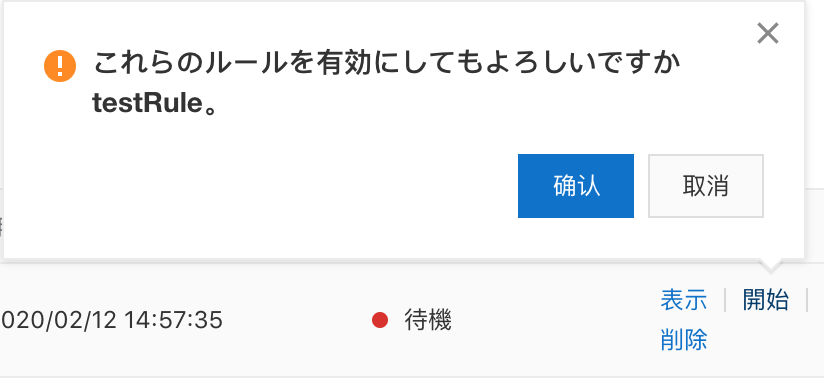 これらのルールを有効にしてもよろしいですか
testRule。
确认 取消
020/02/12 14:57:35 待機 表示 開始
削除